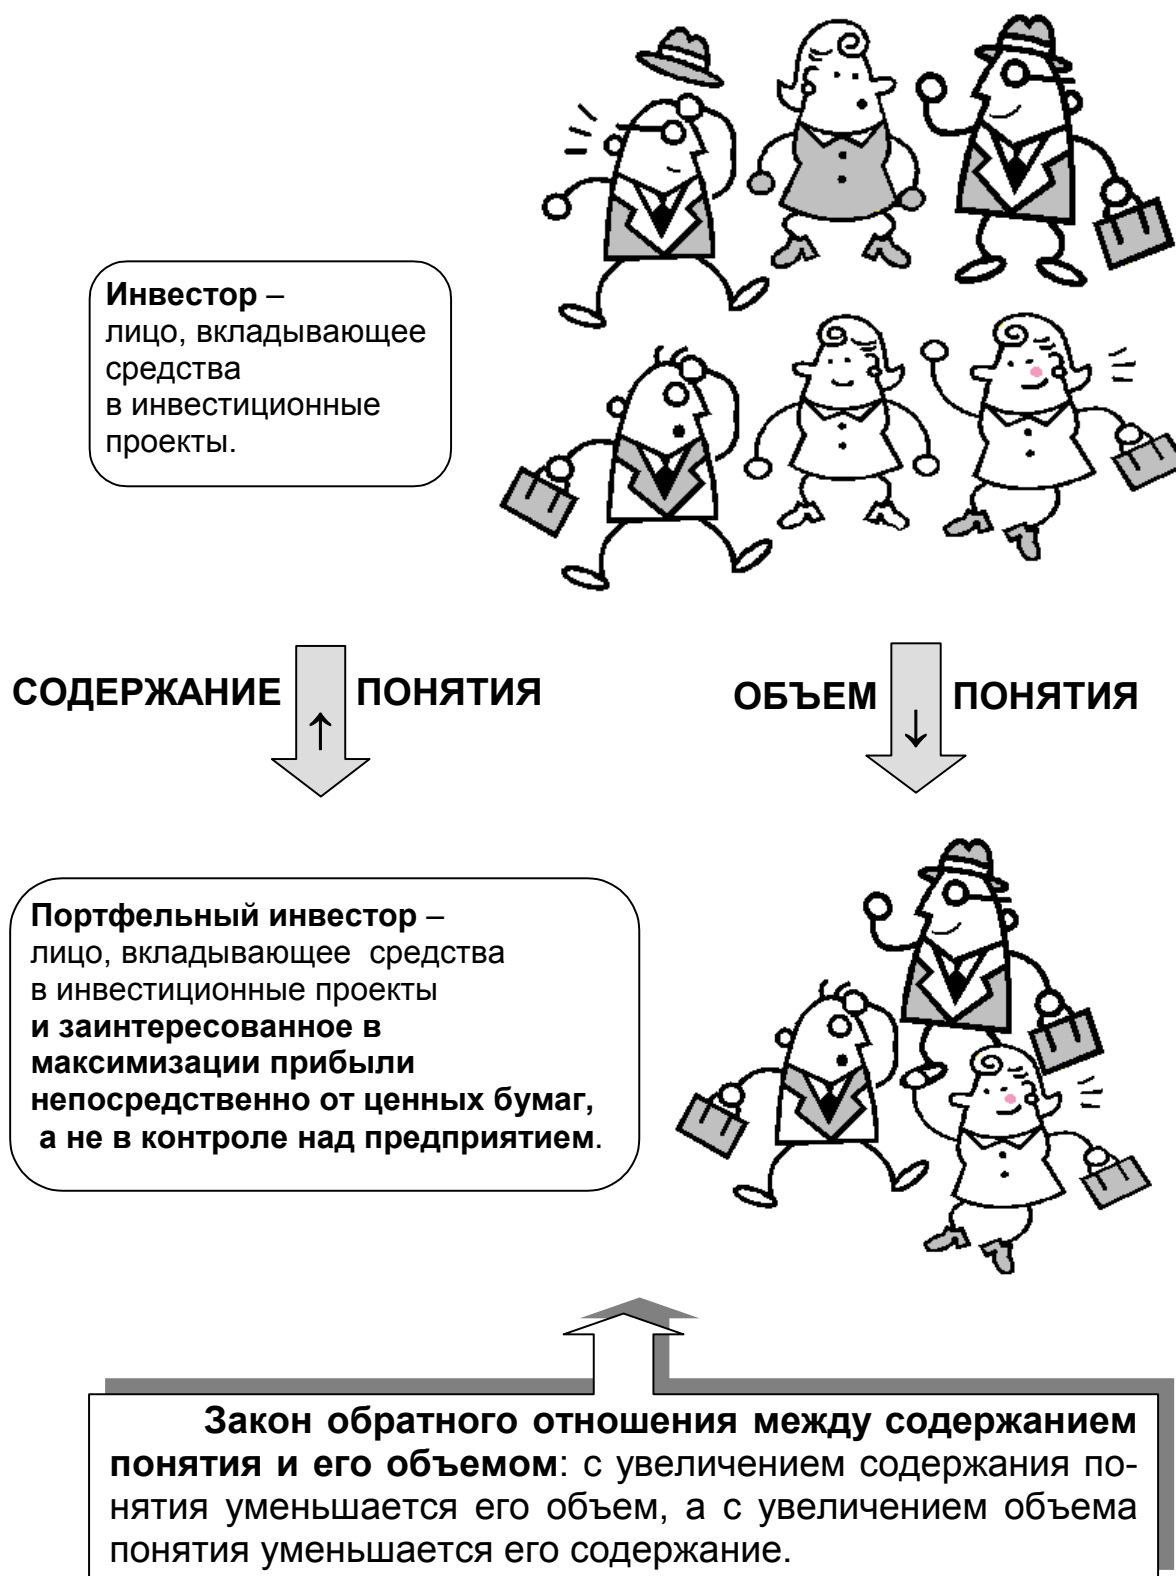 Инвестор –
лицо, вкладывающее
средства
в инвестиционные
проекты.
СОДЕРЖАНИЕ ↑ ПОНЯТИЯ
ОБЪЕМ ↓ ПОНЯТИЯ
Портфельный инвестор –
лицо, вкладывающее средства
в инвестиционные проекты
и заинтересованное в
максимизации прибыли
непосредственно от ценных бумаг,
а не в контроле над предприятием.
Закон обратного отношения между содержанием
понятия и его объемом: с увеличением содержания по-
нятия уменьшается его объем, а с увеличением объема
понятия уменьшается его содержание.